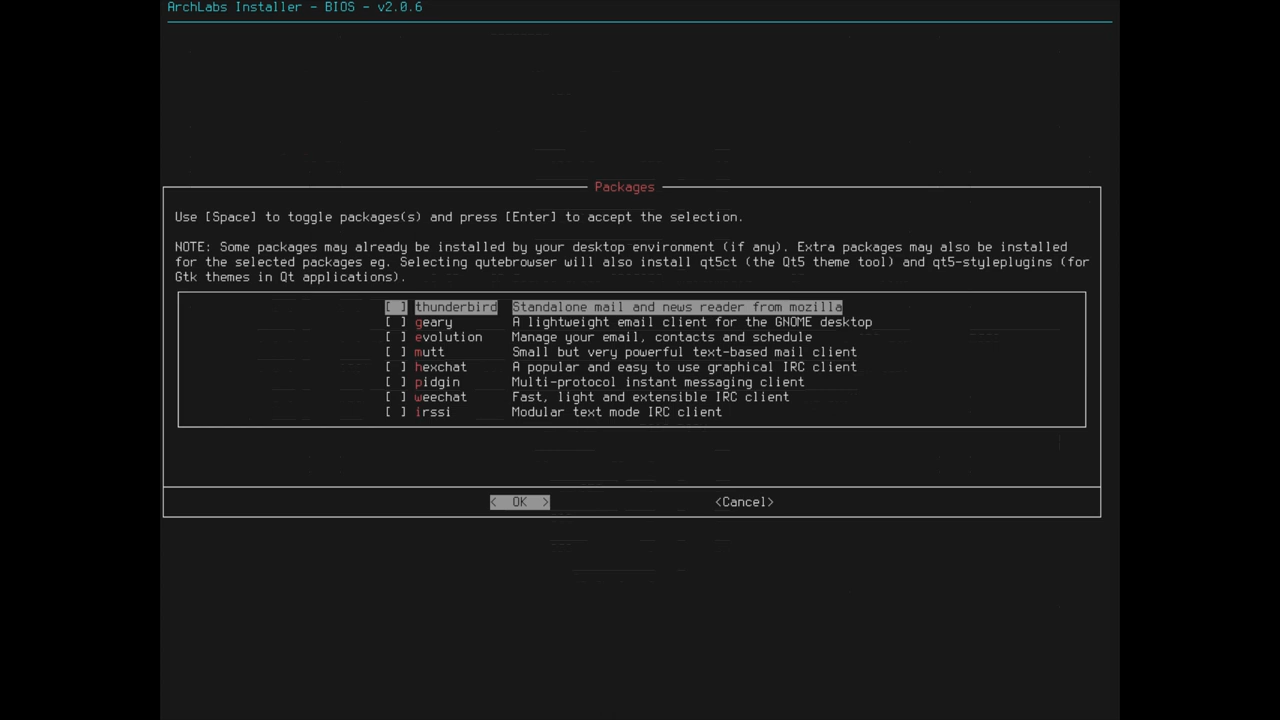 ArchLabs Installer - BIOS - v2.0.6
Packages
Use [Space] to toggle packages(s) and press [Enter] to accept the selection.
NOTE: Some packages may already be installed by your desktop environment (if any). Extra packages may also be installed
for the selected packages eg. Selecting qutebrowser will also install qt5ct (the Qt5 theme tool) and qt5-styleplugins (for
Gtk themes in Qt applications).
[ ] thunderbird Standalone mail and news reader from mozilla
[ ] geary A lightweight email client for the GNOME desktop
[ ] evolution Manage your email, contacts and schedule
[ ] mutt Small but very powerful text-based mail client
[ ] hexchat A popular and easy to use graphical IRC client
[ ] pidgin Multi-protocol instant messaging client
[ ] weechat Fast, light and extensible IRC client
[ ] irssi Modular text mode IRC client
< OK > <Cancel>